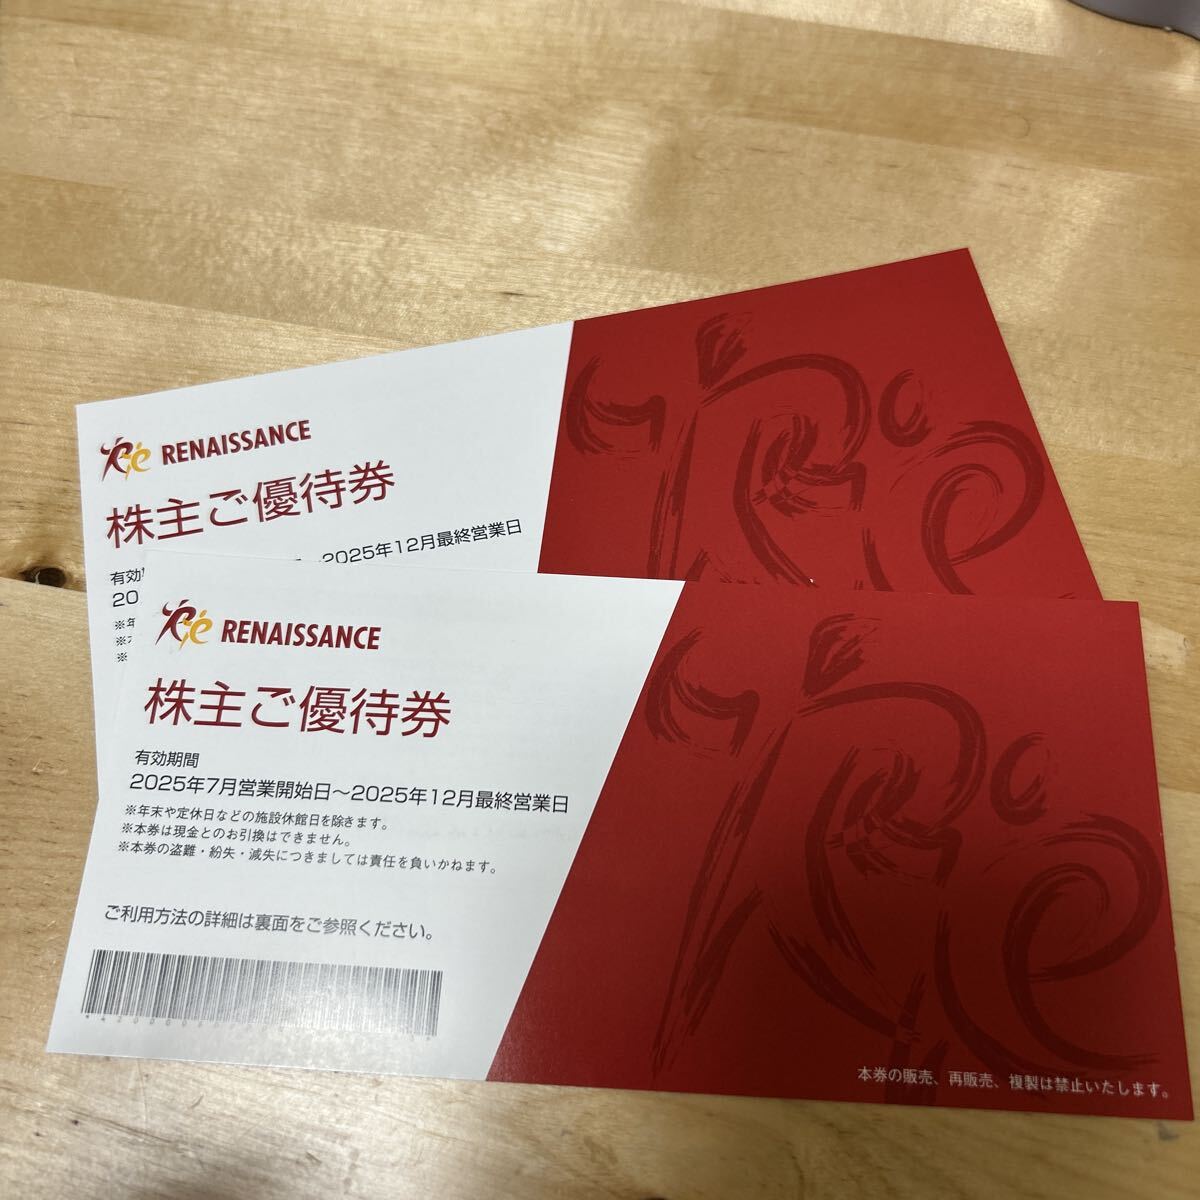 RENAISSANCE
株主ご優待券
有効
2025年12月最終営業日
20
※年
※
※
RENAISSANCE
株主ご優待券
有効期間
2025年7月営業開始日～2025年12月最終営業日
※年末や定休日などの施設休館日を除きます。
※本券は現金とのお引換はできません。
※本券の盗難・紛失・滅失につきましては責任を負いかねます。
ご利用方法の詳細は裏面をご参照ください。
本券の販売、再販売、複製は禁止いたします。